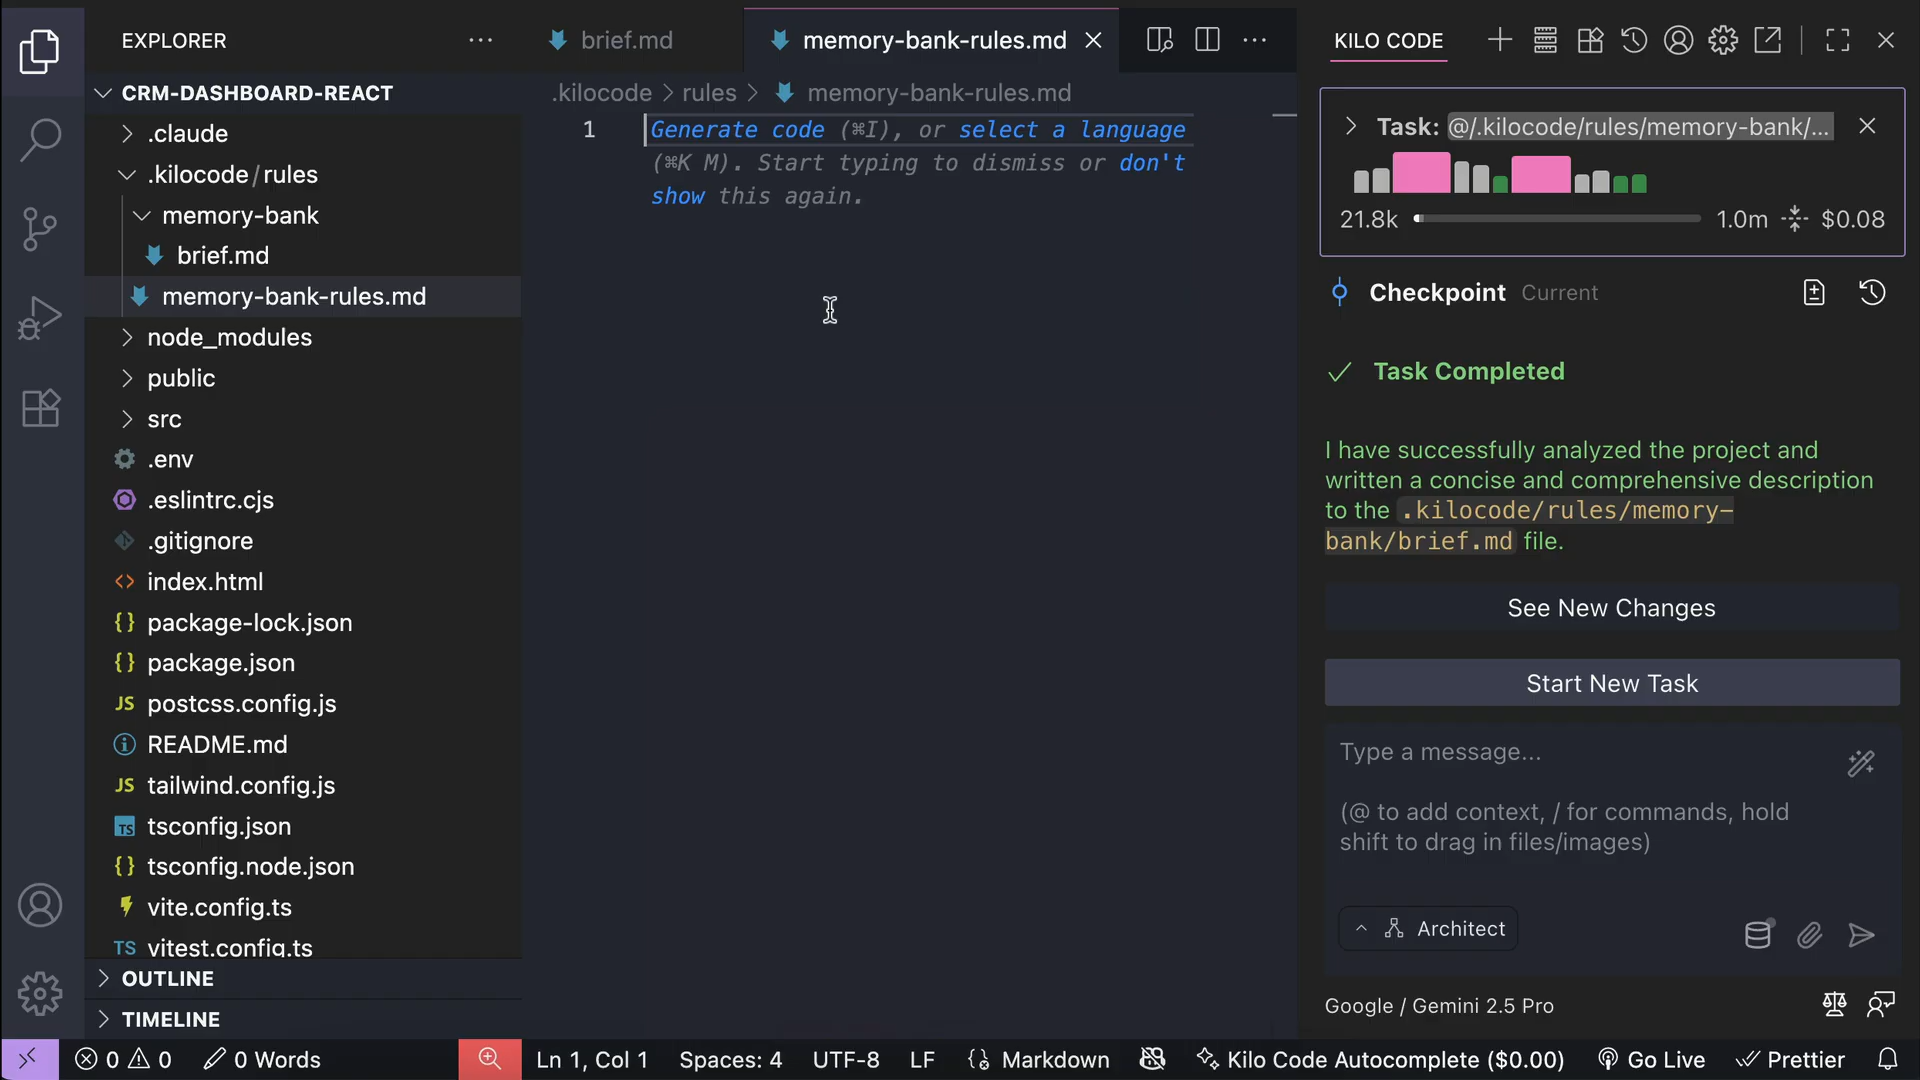 EXPLORER
CRM-DASHBOARD-REACT
.claude
.kilocode/rules
memory-bank
brief.md
memory-bank-rules.md
node_modules
public
src
.env
.eslintrc.cjs
.gitignore
index.html
package-lock.json
package.json
postcss.config.js
README.md
tailwind.config.js
tsconfig.json
tsconfig.node.json
vite.config.ts
vitest.config.ts
OUTLINE
TIMELINE
brief.md
memory-bank-rules.md
.kilocode > rules > memory-bank-rules.md
1
Generate code (⌘I), or select a language
(⌘K M). Start typing to dismiss or don't
show this again.
KILO CODE
Task: @/.kilocode/rules/memory-bank/...
21.8k 1.0m $0.08
Checkpoint Current
Task Completed
I have successfully analyzed the project and
written a concise and comprehensive description
to the .kilocode/rules/memory-
bank/brief.md file.
See New Changes
Start New Task
Type a message...
(@ to add context, / for commands, hold
shift to drag in files/images)
Architect
Google / Gemini 2.5 Pro
0 0 0 Words Ln 1, Col 1 Spaces: 4 UTF-8 LF Markdown Kilo Code Autocomplete ($0.00) Go Live Prettier